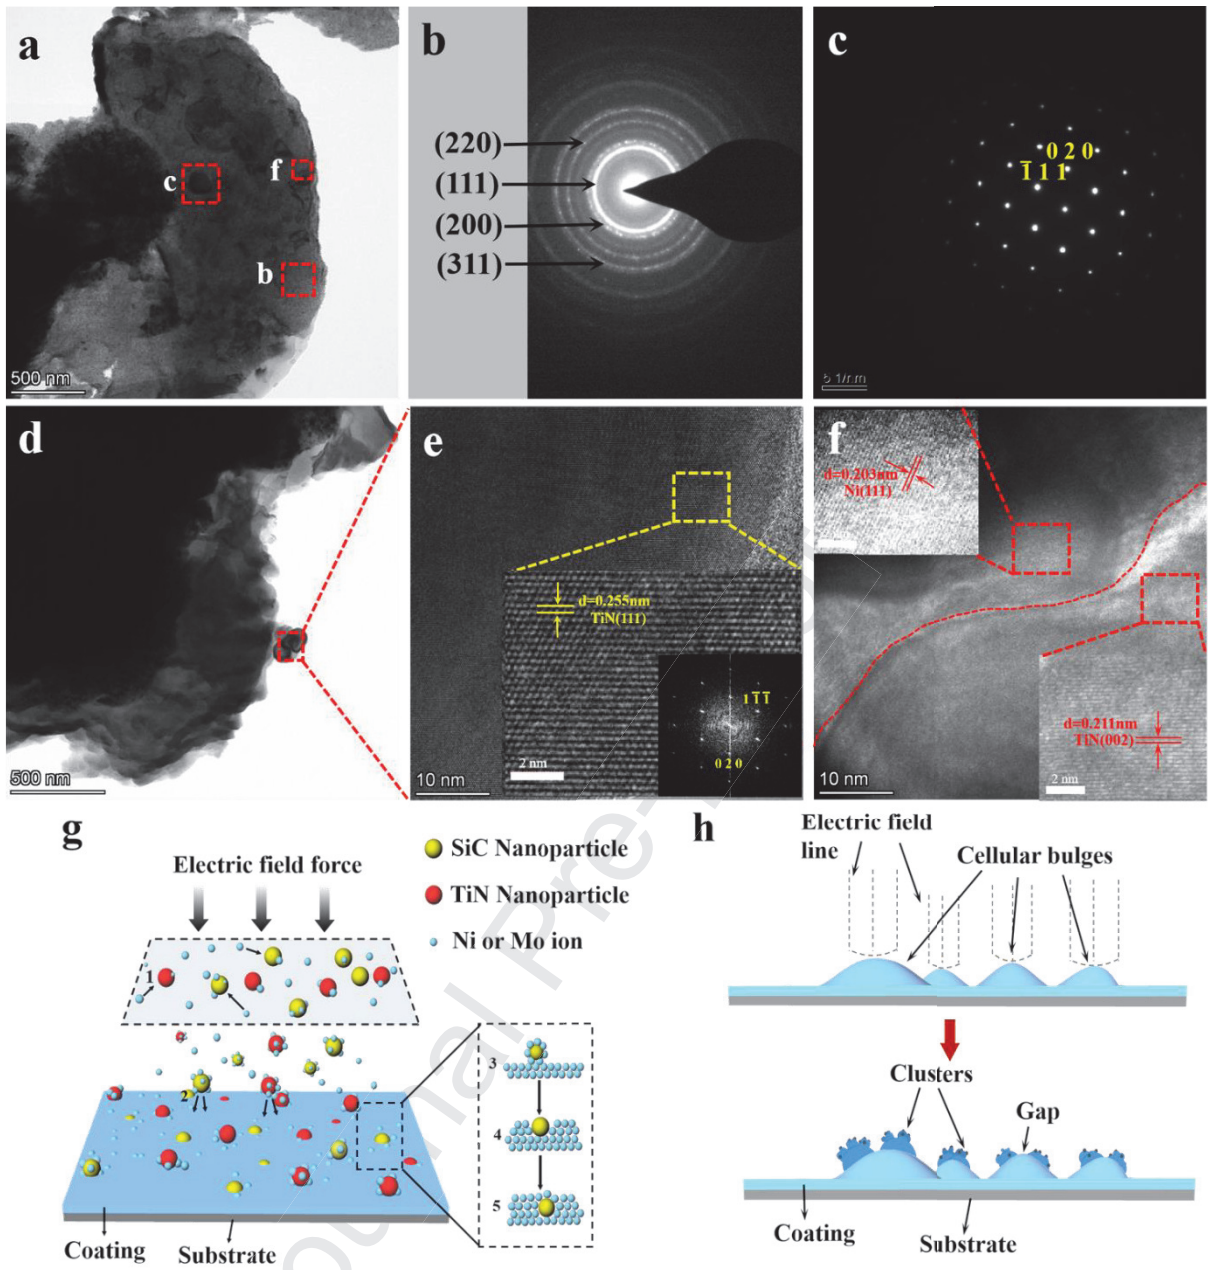 a
c
f
b
500 nm
b
(220)
(111)
(200)
(311)
c
0 2 0
1̅ 1 1
5 1/nm
d
500 nm
e
d=0.255nm
TiN(111)
2 nm
1 1̅ 1̅
0 2 0
10 nm
f
d=0.203nm
Ni(111)
d=0.211nm
TiN(002)
2 nm
10 nm
g
Electric field force
SiC Nanoparticle
TiN Nanoparticle
Ni or Mo ion
1
2
3
4
5
Coating
Substrate
h
Electric field
line
Cellular bulges
Clusters
Gap
Coating
Substrate